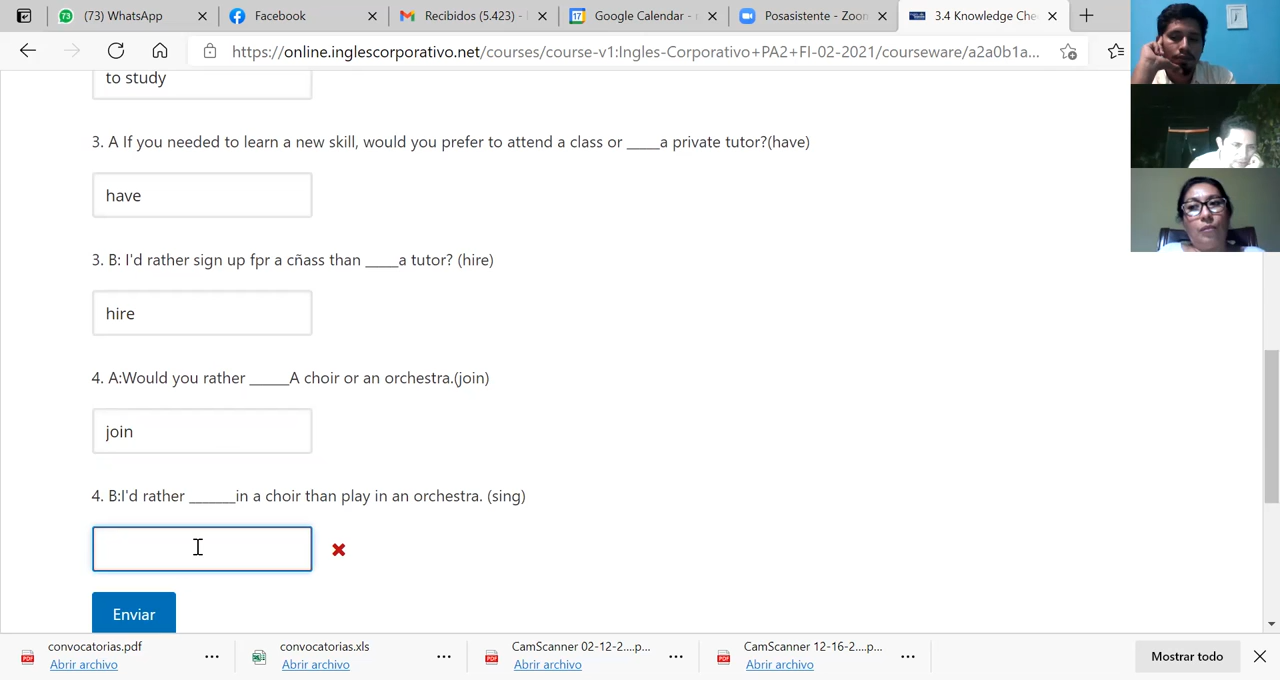 (73) WhatsApp
Facebook
Recibidos (5.423) -
Google Calendar -
Posasistente - Zoom
3.4 Knowledge Che
https://online.inglescorporativo.net/courses/course-v1:Ingles-Corporativo+PA2+FI-02-2021/courseware/a2a0b1a...
to study
3. A If you needed to learn a new skill, would you prefer to attend a class or ____a private tutor?(have)
have
3. B: I'd rather sign up fpr a cñass than ____a tutor? (hire)
hire
4. A:Would you rather _____A choir or an orchestra.(join)
join
4. B:I'd rather ______in a choir than play in an orchestra. (sing)
Enviar
convocatorias.pdf
Abrir archivo
convocatorias.xls
Abrir archivo
CamScanner 02-12-2....p...
Abrir archivo
CamScanner 12-16-2....p...
Abrir archivo
Mostrar todo